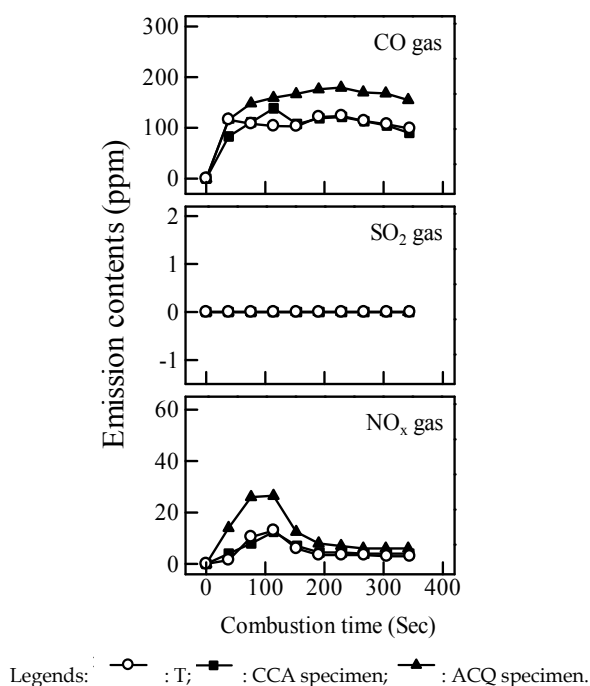 300
200
100
0
CO gas
2
1
0
-1
SO₂ gas
60
40
20
0
NOₓ gas
0 100 200 300 400
Emission contents (ppm)
Combustion time (Sec)
Legends: : T; : CCA specimen; : ACQ specimen.